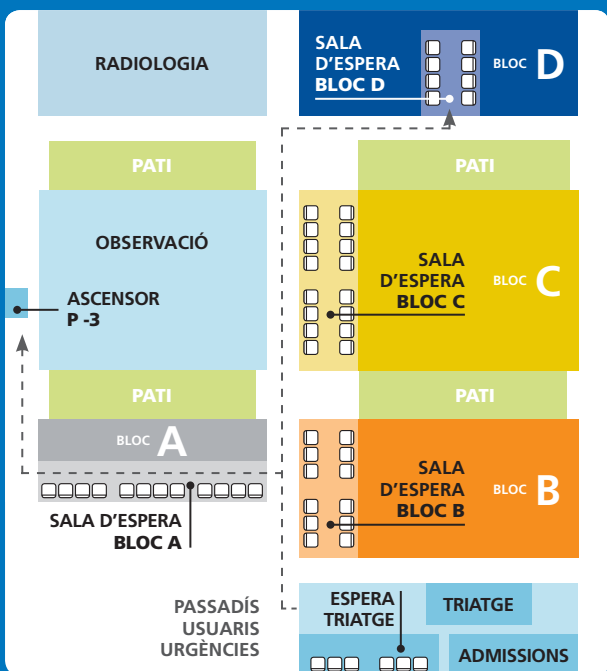 RADIOLOGIA
SALA
D'ESPERA
BLOC D
BLOC D
PATI
PATI
OBSERVACIÓ
ASCENSOR
P -3
SALA
D'ESPERA
BLOC C
BLOC C
PATI
PATI
BLOC A
SALA D'ESPERA
BLOC A
SALA
D'ESPERA
BLOC B
BLOC B
PASSADÍS
USUARIS
URGÈNCIES
ESPERA
TRIATGE
TRIATGE
ADMISSIONS